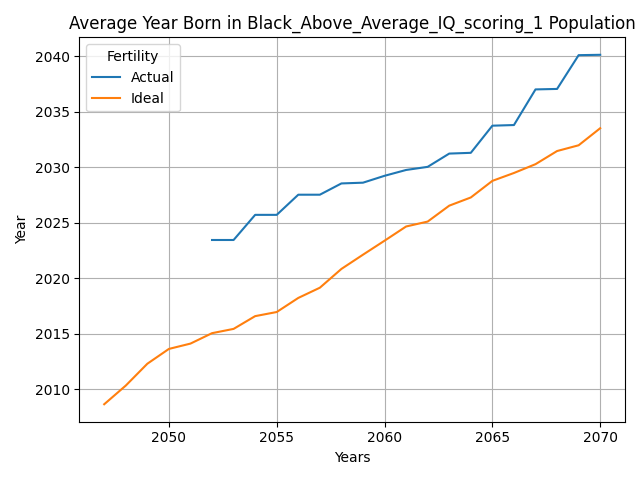 Average Year Born in Black_Above_Average_IQ_scoring_1 Population
Fertility
Actual
Ideal
2040
2035
2030
2025
2020
2015
2010
Year
2050
2055
2060
2065
2070
Years